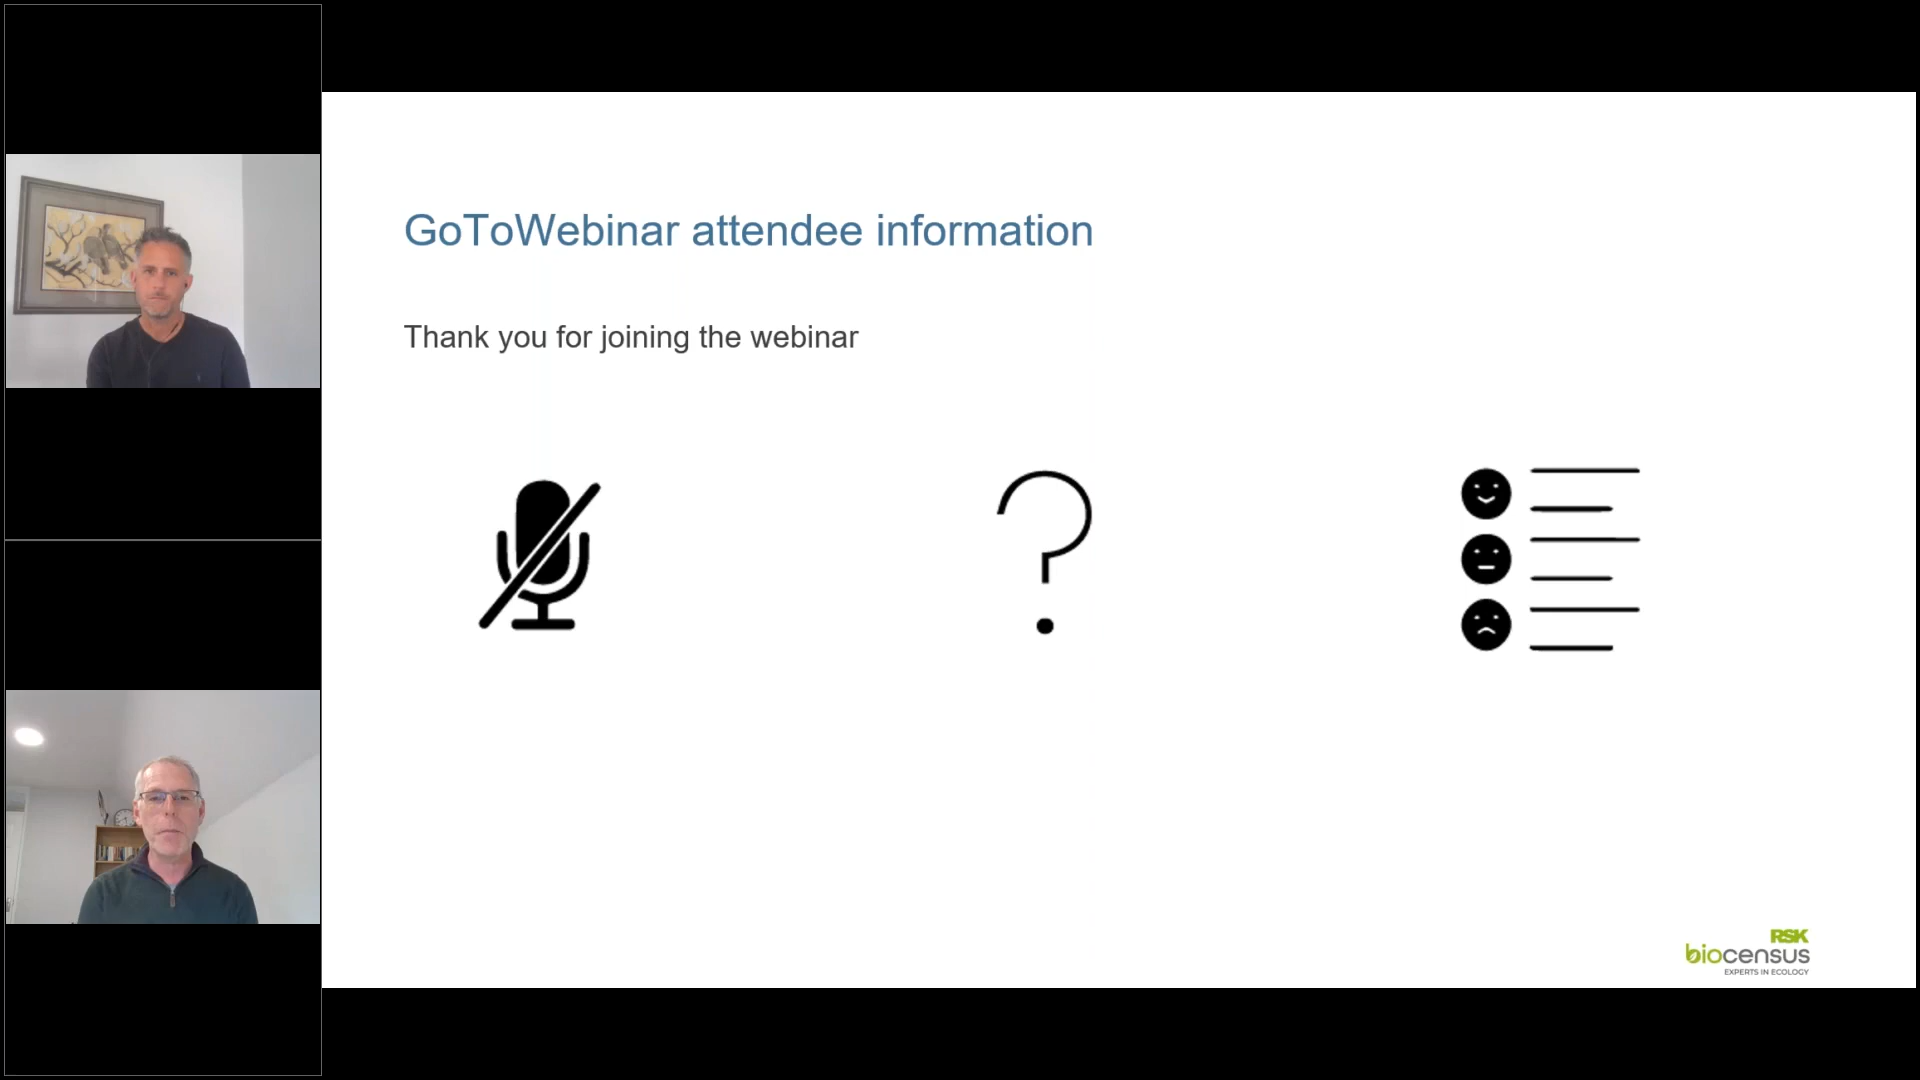 GoToWebinar attendee information
Thank you for joining the webinar
RSK
biocensus
EXPERTS IN ECOLOGY